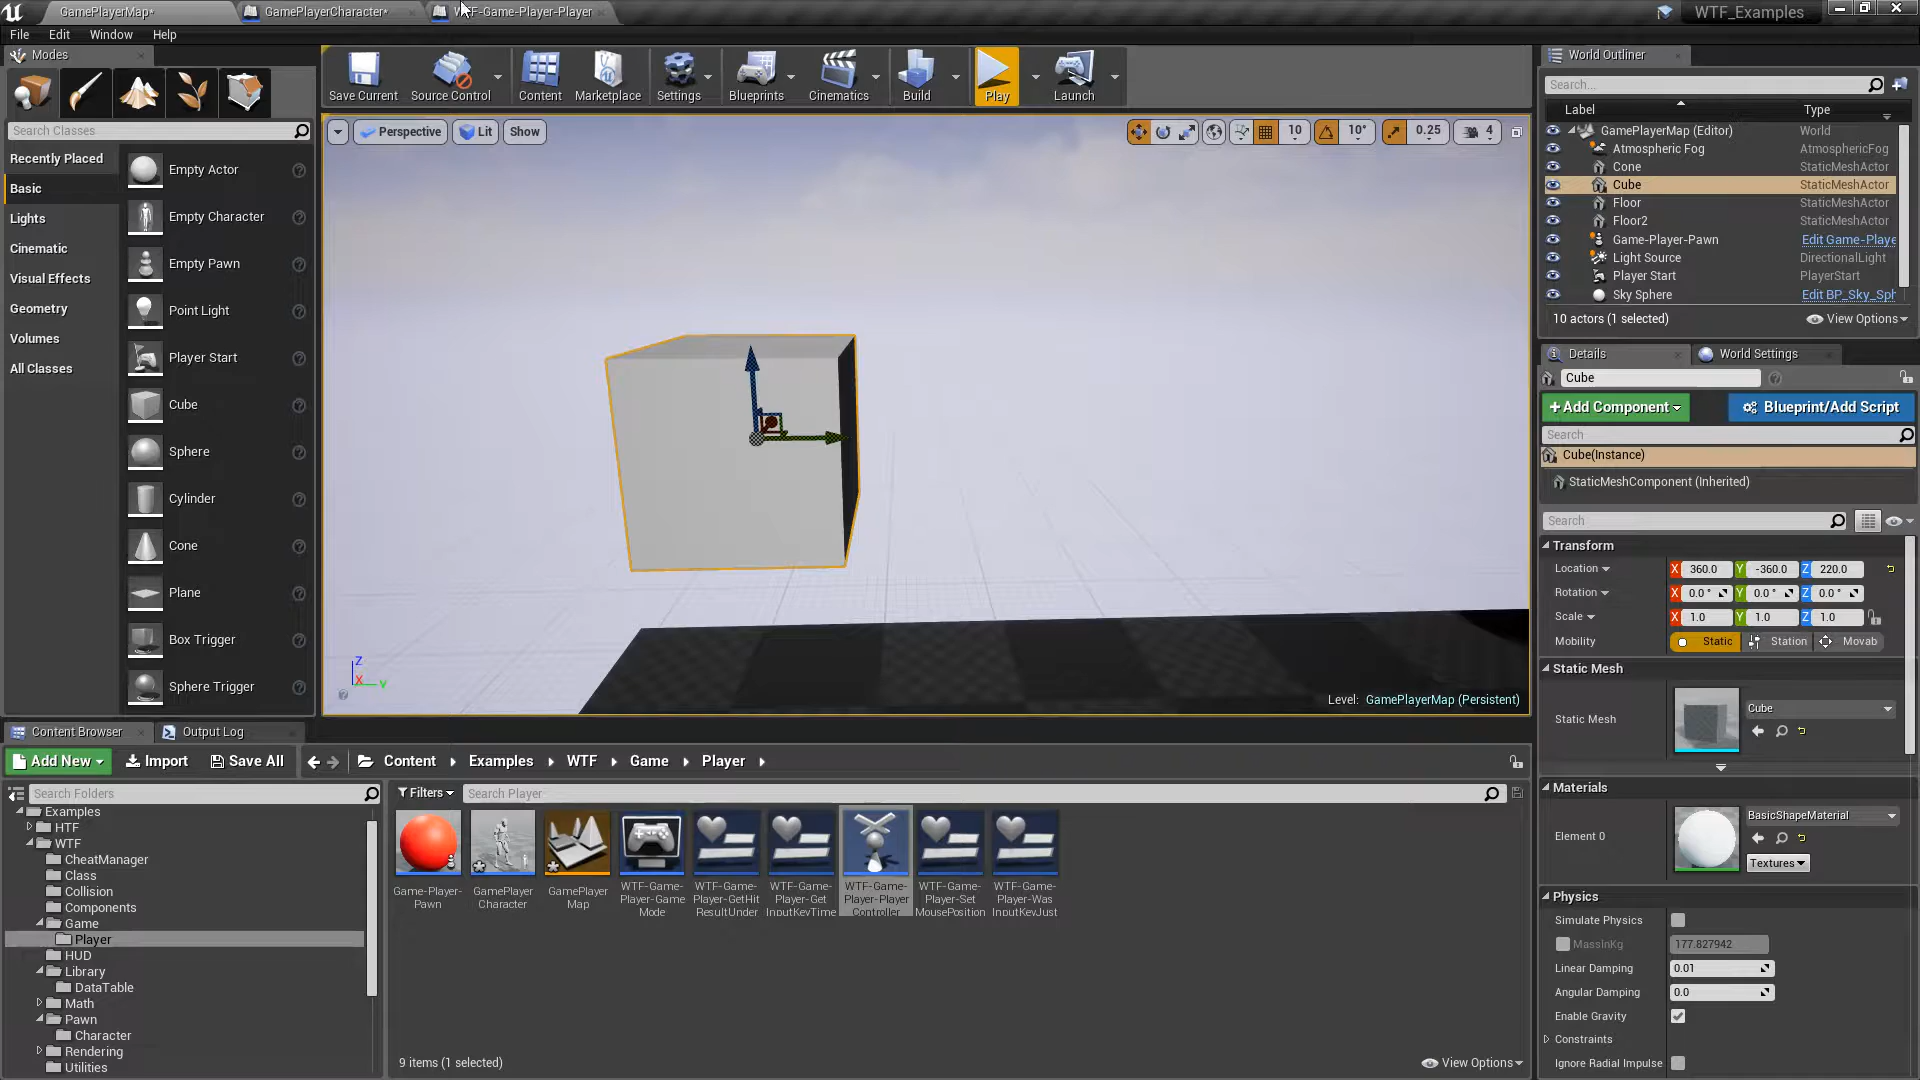 GamePlayerMap*
GamePlayerCharacter*
WTF-Game-Player-Player
WTF_Examples
File
Edit
Window
Help
Modes
Save Current
Source Control
Content
Marketplace
Settings
Blueprints
Cinematics
Build
Play
Launch
World Outliner
Search...
Label
Type
Search Classes
Perspective
Lit
Show
10
10°
0.25
4
Recently Placed
Basic
Lights
Cinematic
Visual Effects
Geometry
Volumes
All Classes
Empty Actor
Empty Character
Empty Pawn
Point Light
Player Start
Cube
Sphere
Cylinder
Cone
Plane
Box Trigger
Sphere Trigger
GamePlayerMap (Editor) World
Atmospheric Fog AtmosphericFog
Cone StaticMeshActor
Cube StaticMeshActor
Floor StaticMeshActor
Floor2 StaticMeshActor
Game-Player-Pawn Edit Game-Playe
Light Source DirectionalLight
Player Start PlayerStart
Sky Sphere Edit BP_Sky_Sph
10 actors (1 selected)
View Options
Details
World Settings
Cube
+Add Component
Blueprint/Add Script
Search
Cube(Instance)
StaticMeshComponent (Inherited)
Search
Transform
Location X 360.0 Y -360.0 Z 220.0
Rotation X 0.0° Y 0.0° Z 0.0°
Scale X 1.0 Y 1.0 Z 1.0
Mobility Static Station Movab
Static Mesh
Static Mesh
Cube
Materials
Element 0
BasicShapeMaterial
Textures
Physics
Simulate Physics
MassInKg 177.827942
Linear Damping 0.01
Angular Damping 0.0
Enable Gravity
Constraints
Ignore Radial Impulse
Z
X
Y
Level: GamePlayerMap (Persistent)
Content Browser
Output Log
Add New
Import
Save All
Content
Examples
WTF
Game
Player
Search Folders
Filters
Search Player
Examples
HTF
WTF
CheatManager
Class
Collision
Components
Game
Player
HUD
Library
DataTable
Math
Pawn
Character
Rendering
Utilities
Game-Player-
Pawn
GamePlayer
Character
GamePlayer
Map
WTF-Game-
Player-Game
Mode
WTF-Game-
Player-GetHit
ResultUnder
WTF-Game-
Player-Get
InputKeyTime
WTF-Game-
Player-Player
Controller
WTF-Game-
Player-Set
MousePosition
WTF-Game-
Player-Was
InputKeyJust
9 items (1 selected)
View Options